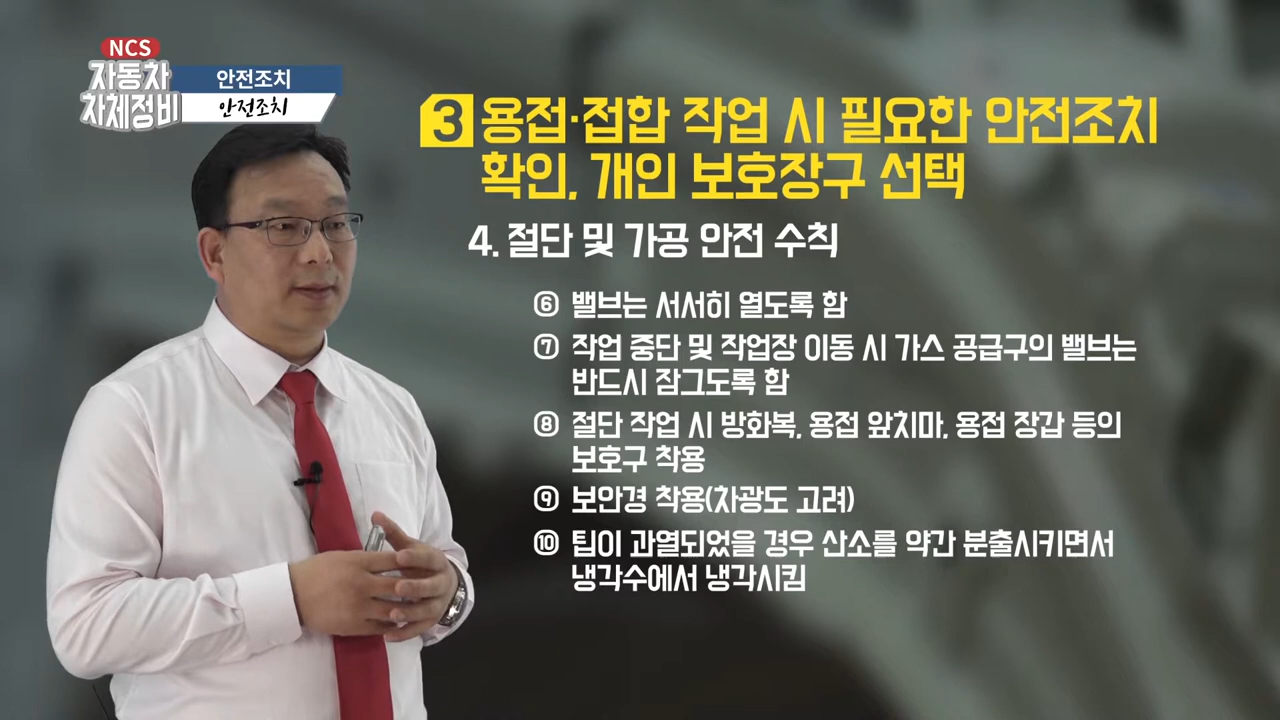 NCS
자동차
차체정비
안전조치
안전조치
3 용접·접합 작업 시 필요한 안전조치
확인, 개인 보호장구 선택
4. 절단 및 가공 안전 수칙
⑥ 밸브는 서서히 열도록 함
⑦ 작업 중단 및 작업장 이동 시 가스 공급구의 밸브는
반드시 잠그도록 함
⑧ 절단 작업 시 방화복, 용접 앞치마, 용접 장갑 등의
보호구 착용
⑨ 보안경 착용(차광도 고려)
⑩ 팁이 과열되었을 경우 산소를 약간 분출시키면서
냉각수에서 냉각시킴